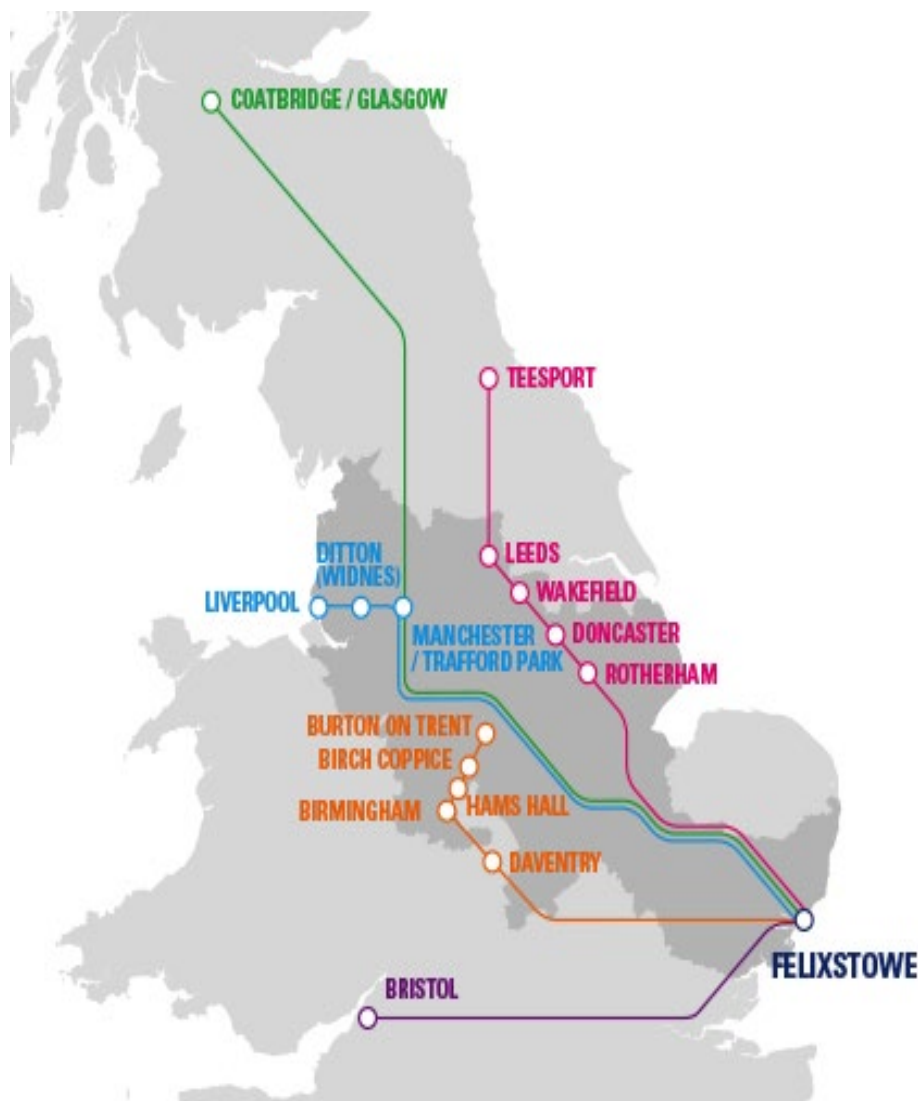 COATBRIDGE / GLASGOW
TEESPORT
LEEDS
DITTON
(WIDNES)
WAKEFIELD
LIVERPOOL
DONCASTER
MANCHESTER
/ TRAFFORD PARK
ROTHERHAM
BURTON ON TRENT
BIRCH COPPICE
HAMS HALL
BIRMINGHAM
DAVENTRY
FELIXSTOWE
BRISTOL